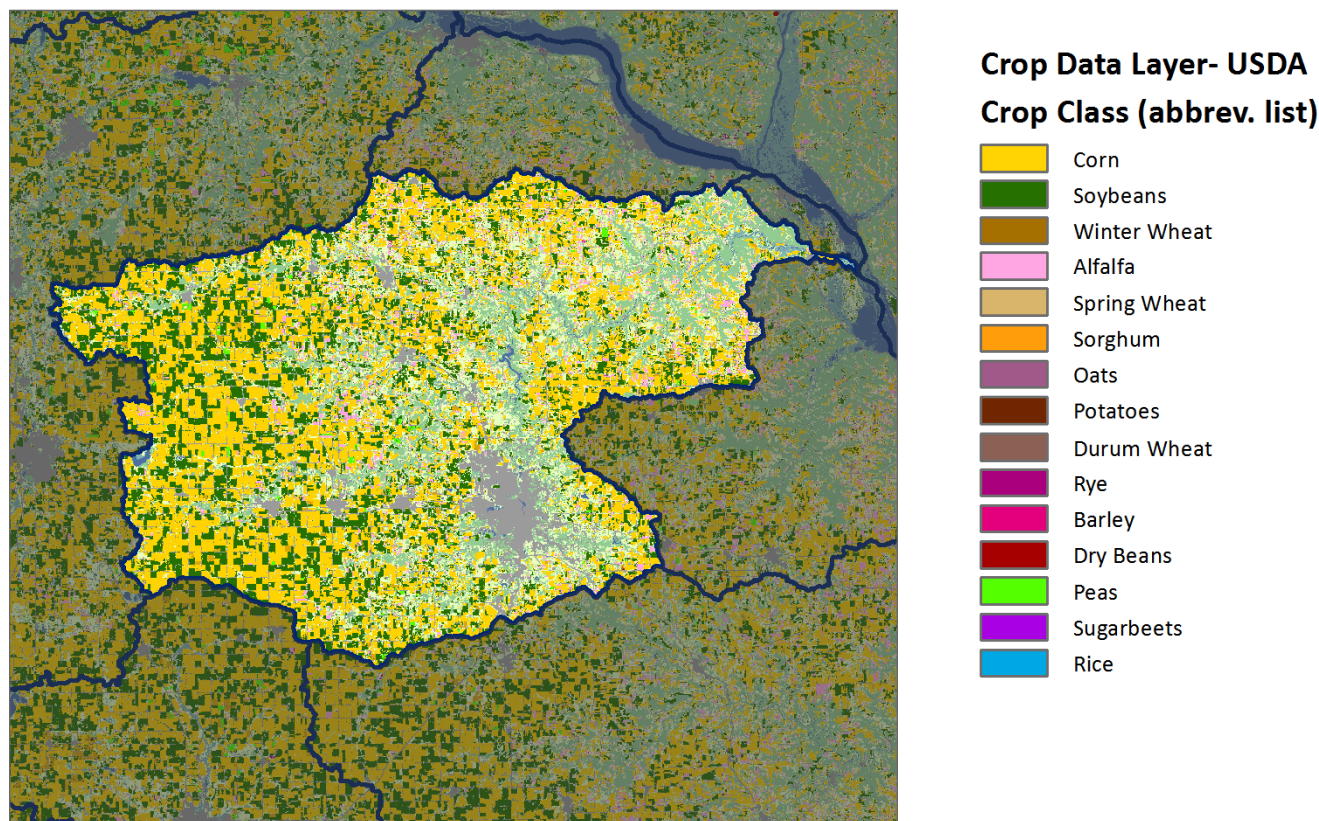 Crop Data Layer- USDA
Crop Class (abbrev. list)
Corn
Soybeans
Winter Wheat
Alfalfa
Spring Wheat
Sorghum
Oats
Potatoes
Durum Wheat
Rye
Barley
Dry Beans
Peas
Sugarbeets
Rice